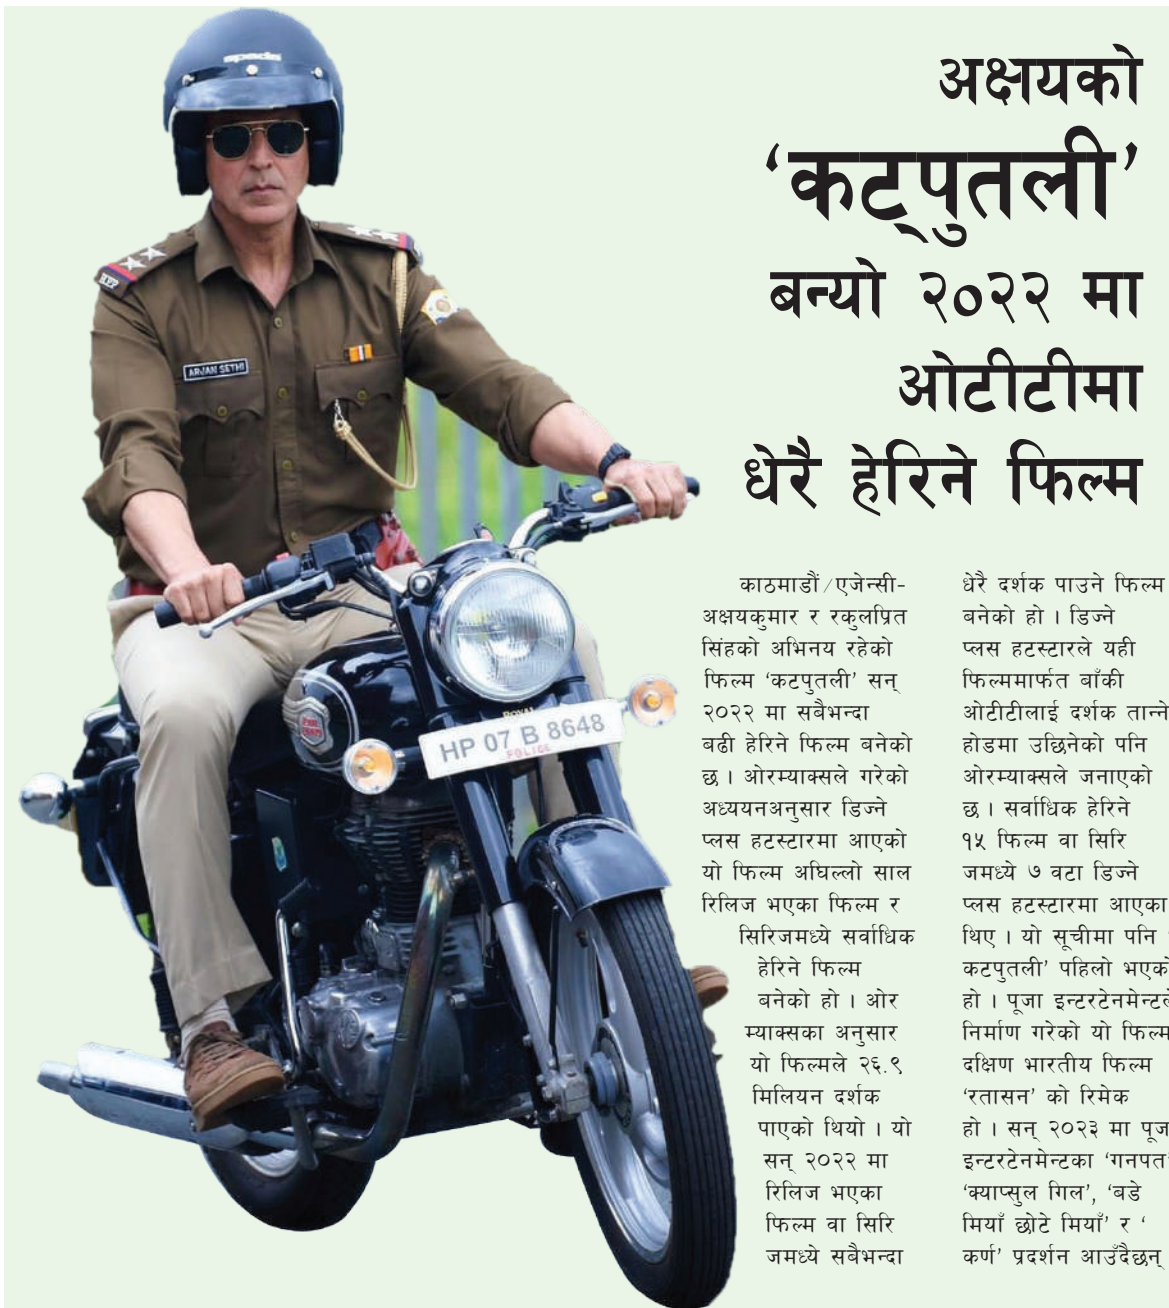 अक्षयको
‘कट्पुतली’
बन्यो २०२२ मा
ओटीटीमा
धेरै हेरिने फिल्म
काठमाडौं/एजेन्सी-
अक्षयकुमार र रकुलप्रित
सिंहको अभिनय रहेको
फिल्म ‘कटपुतली’ सन्
२०२२ मा सबैभन्दा
बढी हेरिने फिल्म बनेको
छ । ओरम्याक्सले गरेको
अध्ययनअनुसार डिज्ने
प्लस हटस्टारमा आएको
यो फिल्म अघिल्लो साल
रिलिज भएका फिल्म र
सिरिजमध्ये सर्वाधिक
हेरिने फिल्म
बनेको हो । ओर
म्याक्सका अनुसार
यो फिल्मले २६.९
मिलियन दर्शक
पाएको थियो । यो
सन् २०२२ मा
रिलिज भएका
फिल्म वा सिरि
जमध्ये सबैभन्दा
धेरै दर्शक पाउने फिल्म
बनेको हो । डिज्ने
प्लस हटस्टारले यही
फिल्ममार्फत बाँकी
ओटीटीलाई दर्शक तान्ने
होडमा उछिनेको पनि
ओरम्याक्सले जनाएको
छ । सर्वाधिक हेरिने
१५ फिल्म वा सिरि
जमध्ये ७ वटा डिज्ने
प्लस हटस्टारमा आएका
थिए । यो सूचीमा पनि ‘
कटपुतली’ पहिलो भएको
हो । पूजा इन्टरटेनमेन्टले
निर्माण गरेको यो फिल्म
दक्षिण भारतीय फिल्म
‘रतासन’ को रिमेक
हो । सन् २०२३ मा पूजा
इन्टरटेनमेन्टका ‘गनपत’
‘क्याप्सुल गिल’, ‘बडे
मियाँ छोटे मियाँ’ र ‘
कर्ण’ प्रदर्शन आउँदैछन्
spada
HKP
ARJAN SETHI
ROYAL
HP 07 B 8648
POLICE